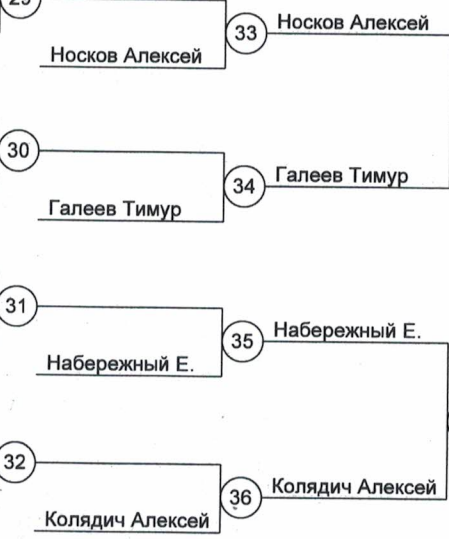 29
33
Носков Алексей
Носков Алексей
30
34
Галеев Тимур
Галеев Тимур
31
35
Набережный Е.
Набережный Е.
32
36
Колядич Алексей
Колядич Алексей